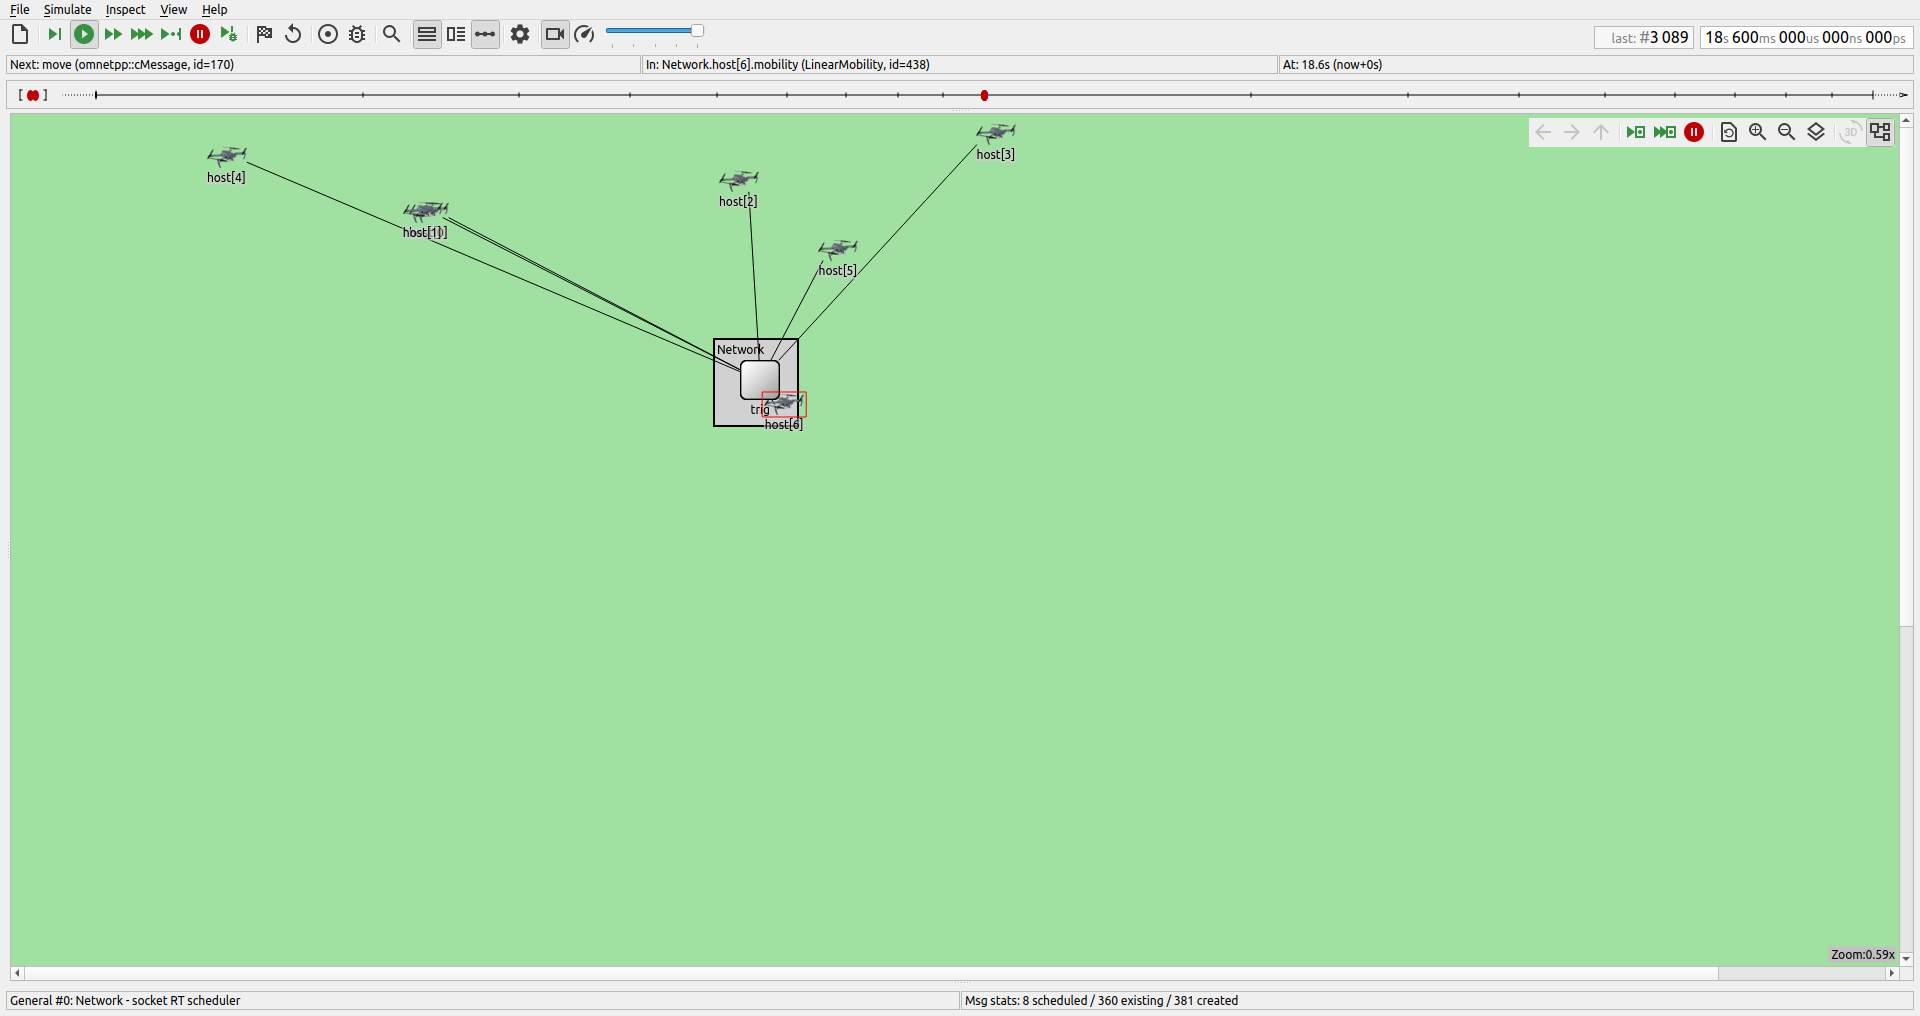 File Simulate Inspect View Help
last: #3 089
18s 600ms 000us 000ns 000ps
Next: move (omnetpp::cMessage, id=170)
In: Network.host[6].mobility (LinearMobility, id=438)
At: 18.6s (now+0s)
3D
host[3]
host[4]
host[2]
host[1]
host[5]
Network
trig
host[6]
Zoom:0.59x
General #0: Network - socket RT scheduler
Msg stats: 8 scheduled / 360 existing / 381 created